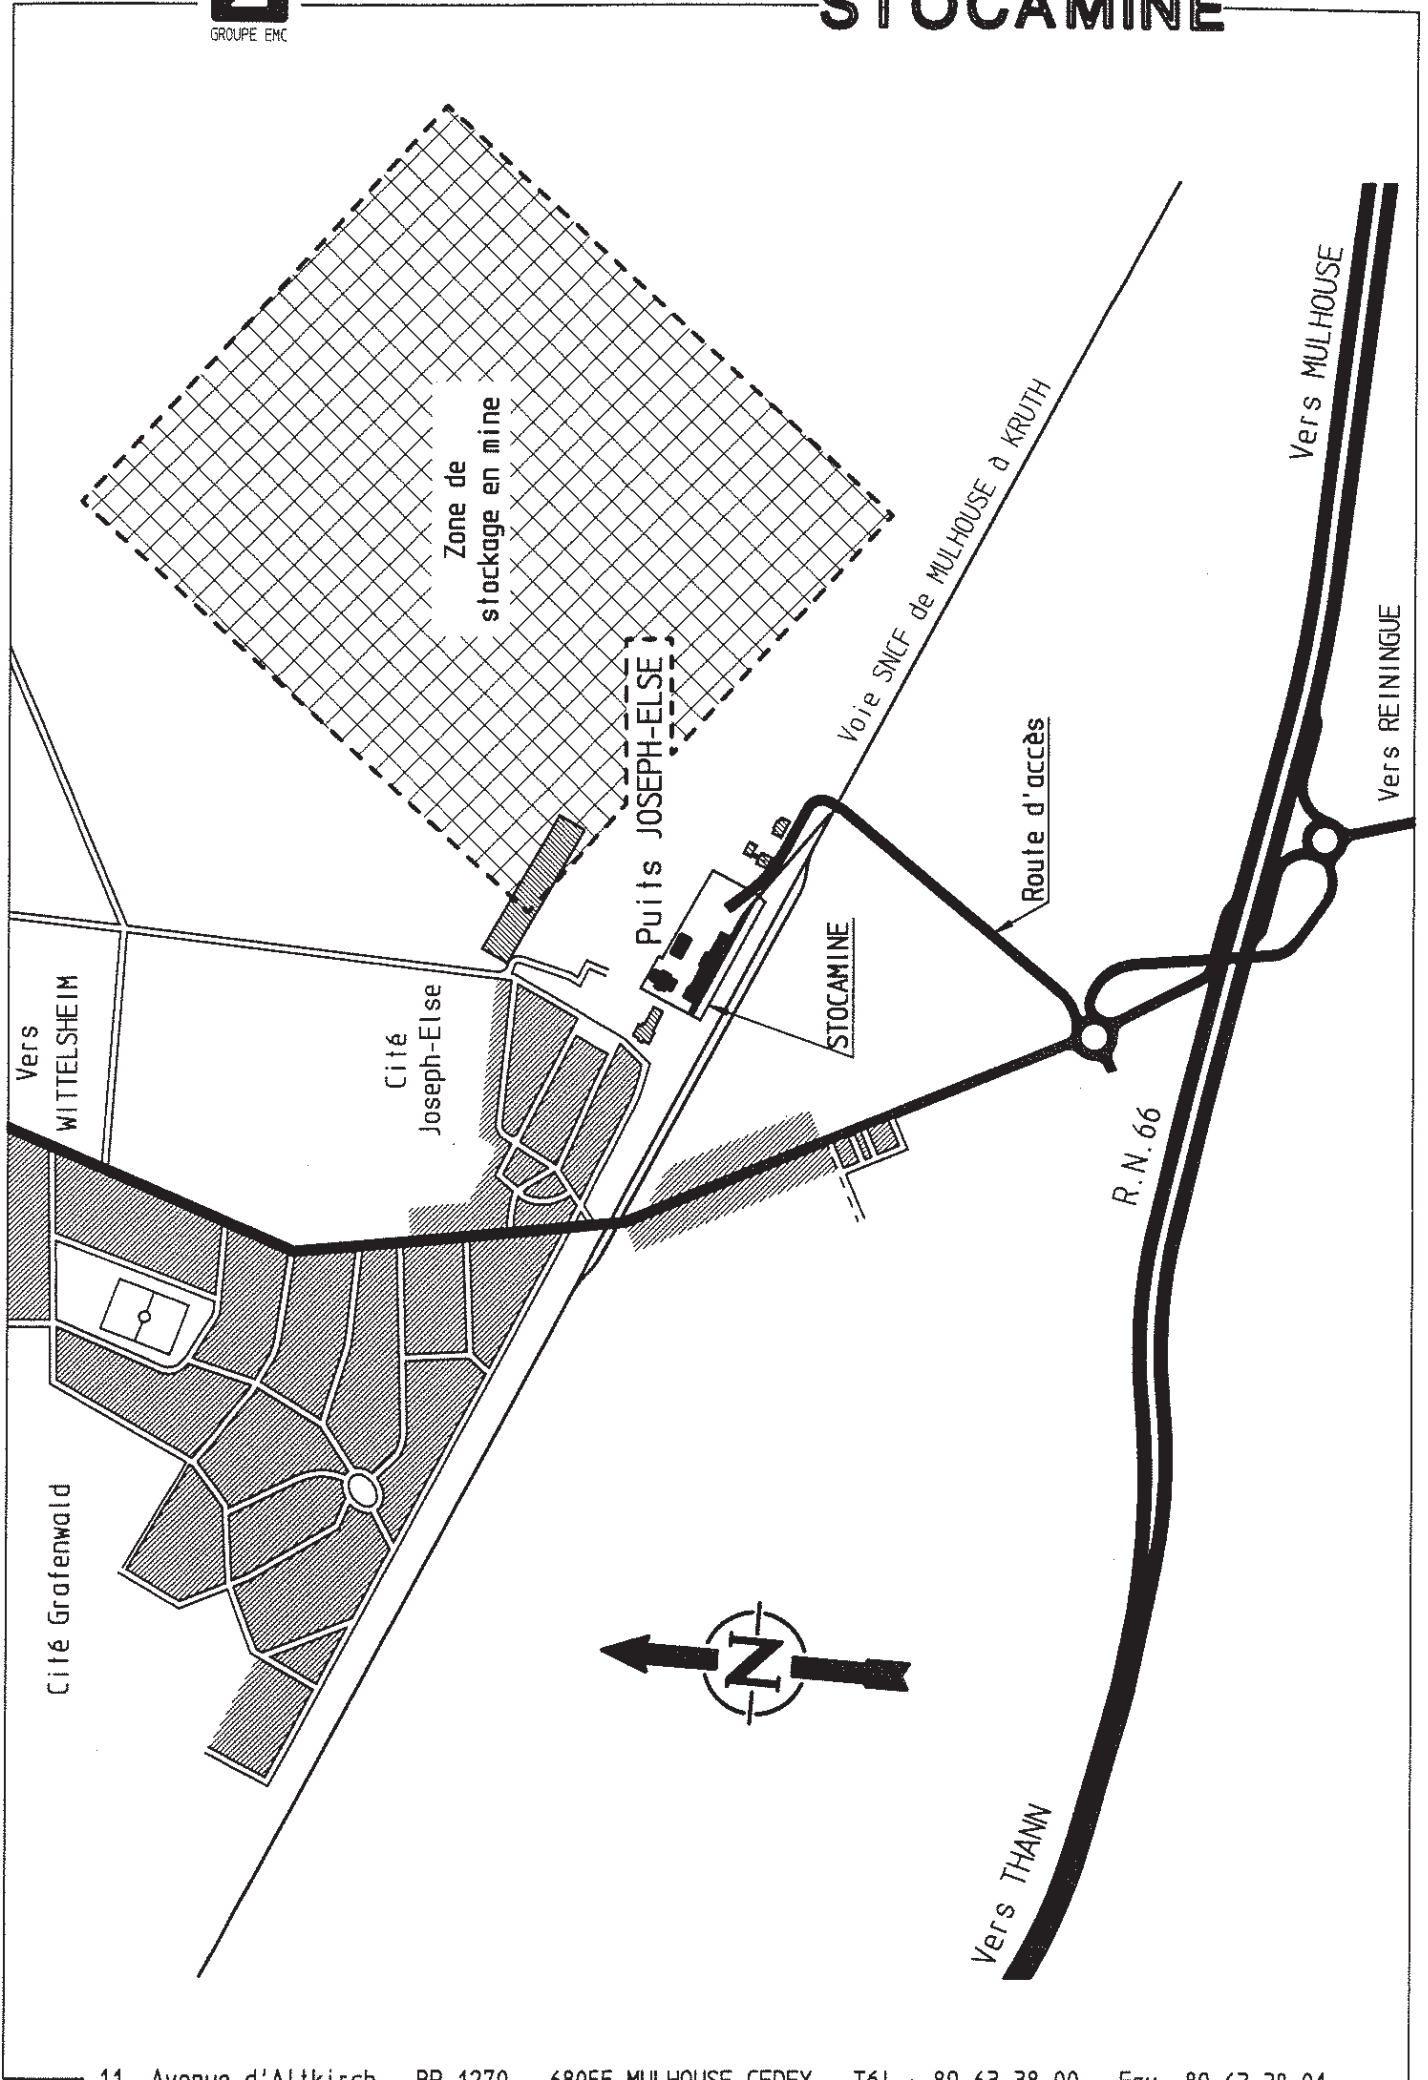 GROUPE EMC
STOCAMINE
Zone de
stockage en mine
Puits JOSEPH-ELSE
Voie SNCF de MULHOUSE à KRUTH
Vers MULHOUSE
Vers REININGUE
Route d'accès
STOCAMINE
Vers
WITTELSHEIM
Cité
Joseph-Else
R.N.66
Cité Grafenwald
N
Vers THANN
11, Avenue d'Altkirch BP 1270 68055 MULHOUSE CEDEX Tél : 89 63 38 00 Fax 89 63 38 04